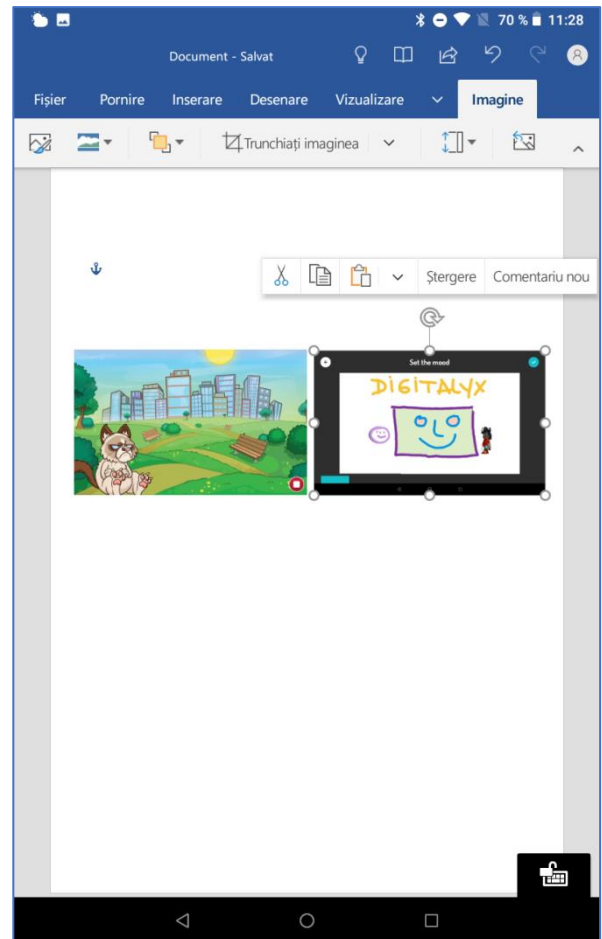 70 % 11:28
Document - Salvat
Fișier Pornire Inserare Desenare Vizualizare Imagine
Trunchiați imaginea
Ștergere Comentariu nou
Set the mood
DIGITALYX